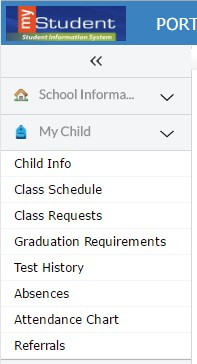 my Student PORT
Student Information System
«
School Informa...
My Child
Child Info
Class Schedule
Class Requests
Graduation Requirements
Test History
Absences
Attendance Chart
Referrals